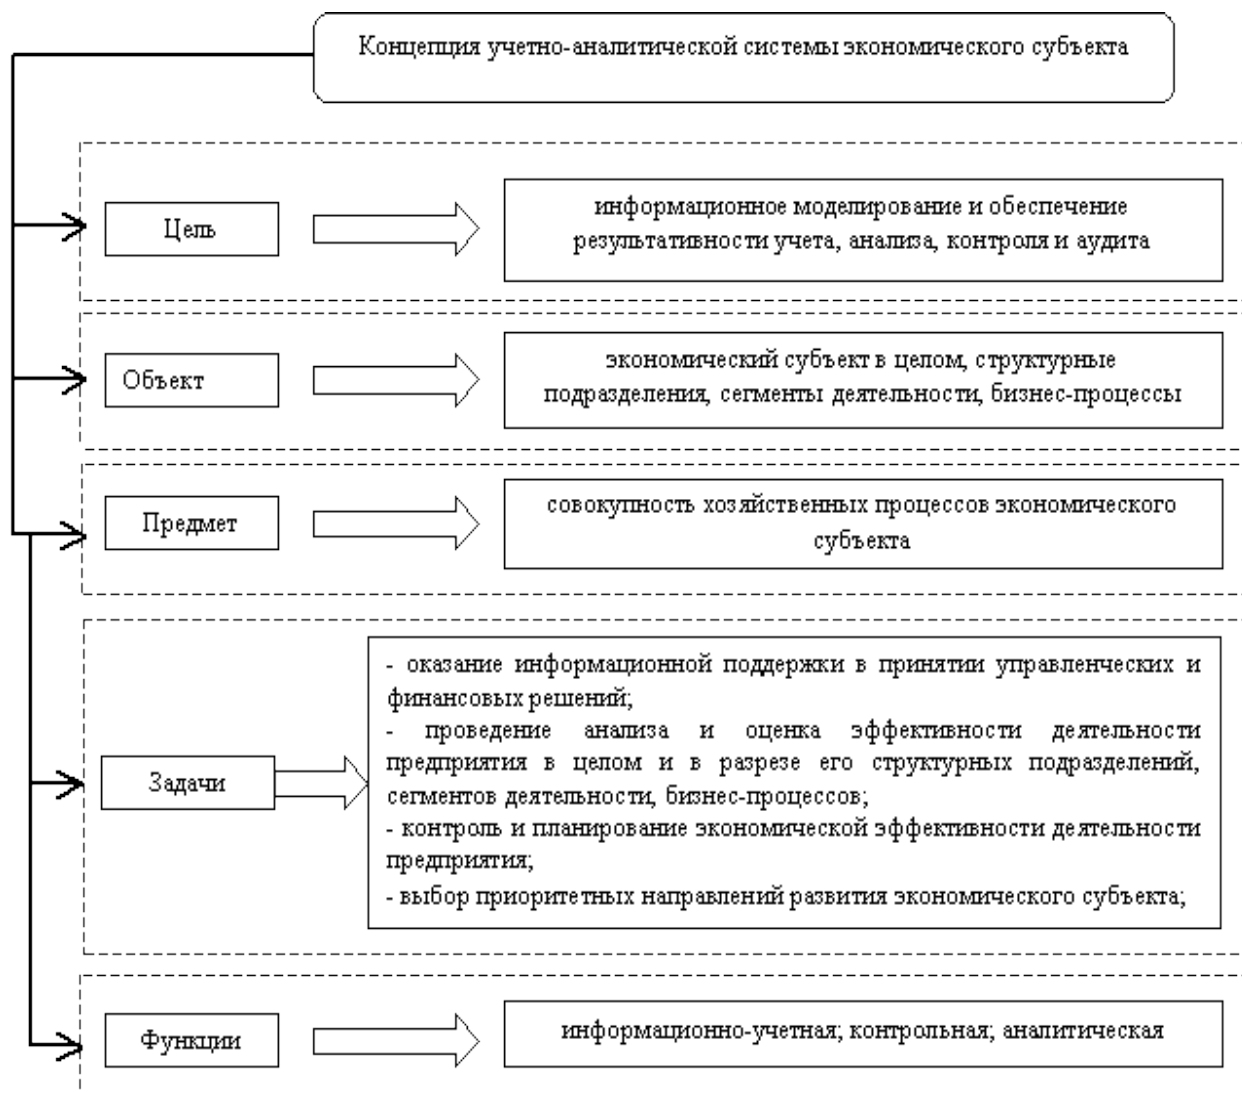 Концепция учетно-аналитической системы экономического субъекта
Цель
информационное моделирование и обеспечение
результативности учета, анализа, контроля и аудита
Объект
экономический субъект в целом, структурные
подразделения, сегменты деятельности, бизнес-процессы
Предмет
совокупность хозяйственных процессов экономического
субъекта
Задачи
- оказание информационной поддержки в принятии управленческих и
финансовых решений;
- проведение анализа и оценка эффективности деятельности
предприятия в целом и в разрезе его структурных подразделений,
сегментов деятельности, бизнес-процессов;
- контроль и планирование экономической эффективности деятельности
предприятия;
- выбор приоритетных направлений развития экономического субъекта;
Функции
информационно-учетная; контрольная; аналитическая